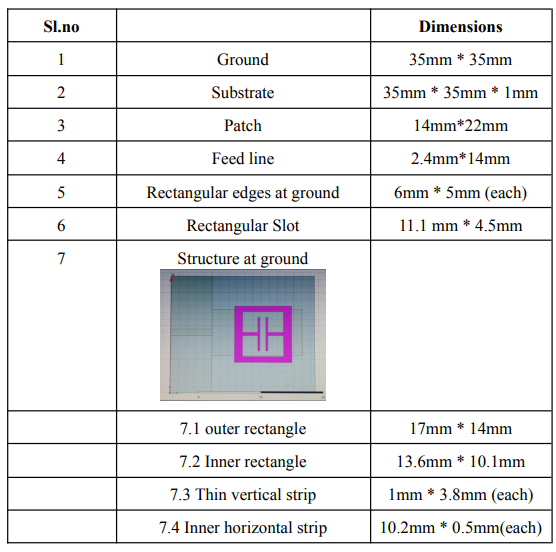 Sl.no Dimensions
1 Ground 35mm * 35mm
2 Substrate 35mm * 35mm * 1mm
3 Patch 14mm*22mm
4 Feed line 2.4mm*14mm
5 Rectangular edges at ground 6mm * 5mm (each)
6 Rectangular Slot 11.1 mm * 4.5mm
7 Structure at ground
7.1 outer rectangle 17mm * 14mm
7.2 Inner rectangle 13.6mm * 10.1mm
7.3 Thin vertical strip 1mm * 3.8mm (each)
7.4 Inner horizontal strip 10.2mm * 0.5mm(each)